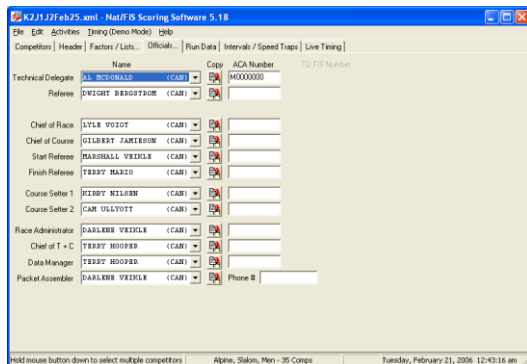 K2J1J2Feb25.xml - Nat/FIS Scoring Software 5.18
File Edit Activities Timing (Demo Mode) Help
Competitors Header Factors / Lists... Officials... Run Data Intervals / Speed Traps Live Timing
Name Copy ACA Number TD FIS Number
Technical Delegate AL MCDONALD (CAN) M0000000
Referee DWIGHT BERGSTROM (CAN)
Chief of Race LYLE VOIGT (CAN)
Chief of Course GILBERT JAMIESON (CAN)
Start Referee MARSHALL VEIKLE (CAN)
Finish Referee TERRY MARIO (CAN)
Course Setter 1 KIRBY NILSEN (CAN)
Course Setter 2 CAM ULLYOTT (CAN)
Race Administrator DARLENE VEIKLE (CAN)
Chief of T + C TERRY HOOPER (CAN)
Data Manager TERRY HOOPER (CAN)
Packet Assembler DARLENE VEIKLE (CAN) Phone #
Hold mouse button down to select multiple competitors Alpine, Slalom, Men - 35 Comps Tuesday, February 21, 2006 12:43:16 am